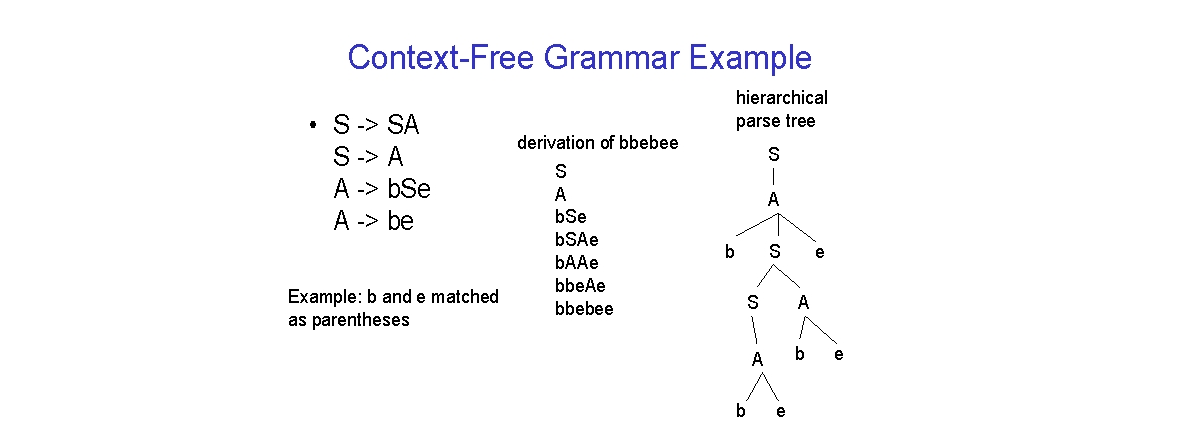 Context-Free Grammar Example
• S -> SA
S -> A
A -> bSe
A -> be
Example: b and e matched
as parentheses
derivation of bbebee
S
A
bSe
bSAe
bAAe
bbeAe
bbebee
hierarchical
parse tree
S
A
b S e
S A
b e
A
b e